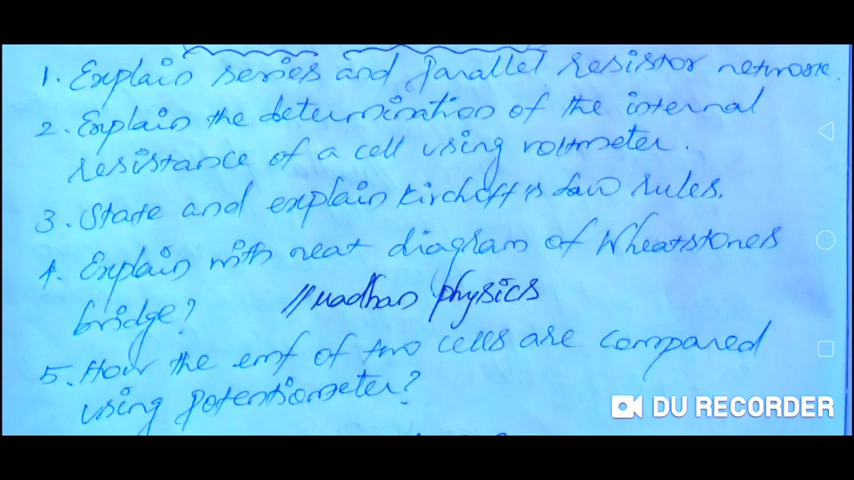 1. Explain series and parallel resistor network.
2. Explain the determination of the internal
resistance of a cell using voltmeter.
3. State and explain Kirchoff's law rules.
4. Explain with neat diagram of Wheatstones
bridge?
//Madhan physics
5. How the emf of two cells are compared
using potentiometer?
DU RECORDER